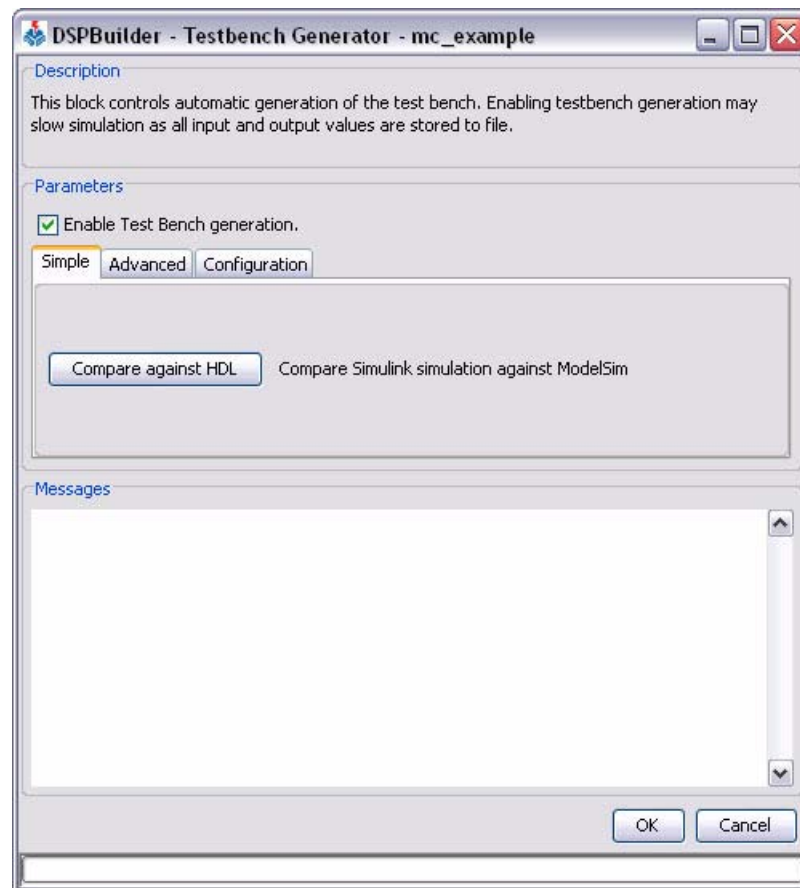 DSPBuilder - Testbench Generator - mc_example
Description
This block controls automatic generation of the test bench. Enabling testbench generation may
slow simulation as all input and output values are stored to file.
Parameters
Enable Test Bench generation.
Simple Advanced Configuration
Compare against HDL Compare Simulink simulation against ModelSim
Messages
OK Cancel